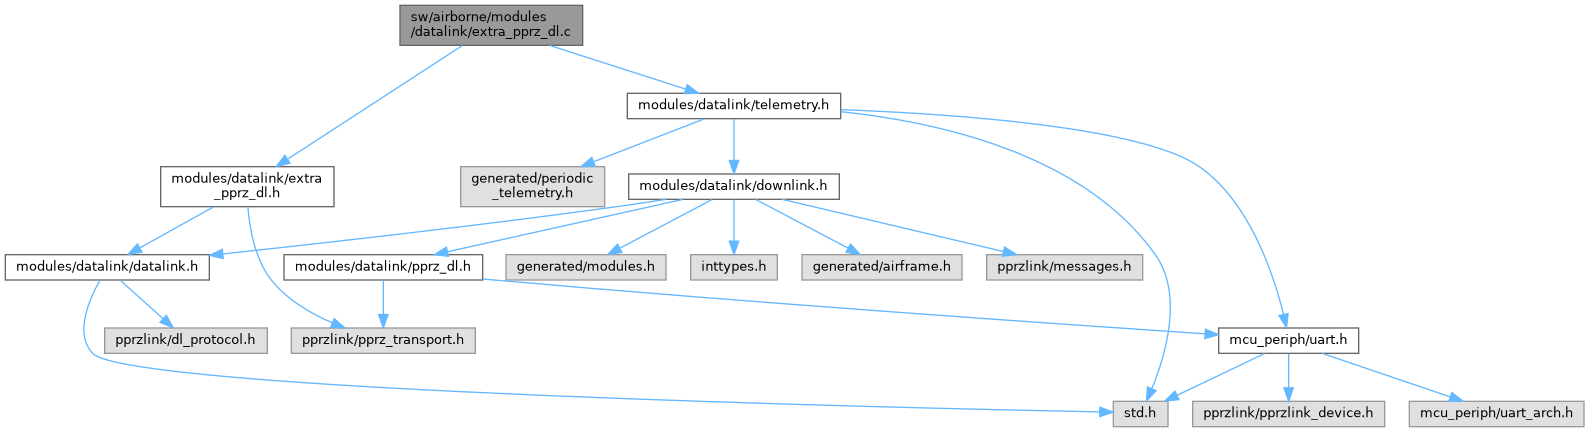 sw/airborne/modules
/datalink/extra_pprz_dl.c
modules/datalink/telemetry.h
modules/datalink/extra
_pprz_dl.h
generated/periodic
_telemetry.h
modules/datalink/downlink.h
modules/datalink/datalink.h
modules/datalink/pprz_dl.h
generated/modules.h
inttypes.h
generated/airframe.h
pprzlink/messages.h
pprzlink/dl_protocol.h
pprzlink/pprz_transport.h
mcu_periph/uart.h
std.h
pprzlink/pprzlink_device.h
mcu_periph/uart_arch.h